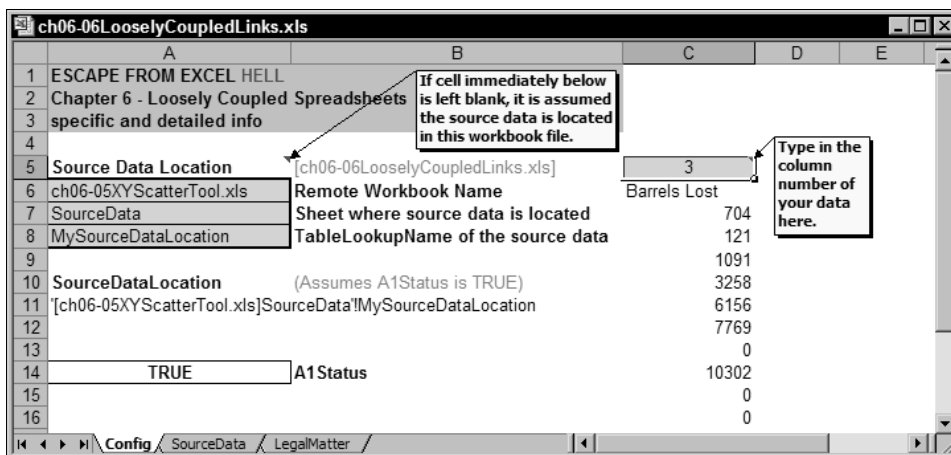 ch06-06LooselyCoupledLinks.xls
A B C D E
1 ESCAPE FROM EXCEL HELL
2 Chapter 6 - Loosely Coupled Spreadsheets
3 specific and detailed info
If cell immediately below
is left blank, it is assumed
the source data is located
in this workbook file.
4
5 Source Data Location [ch06-06LooselyCoupledLinks.xls] 3
Type in the
column
number of
your data
here.
6 ch06-05XYScatterTool.xls Remote Workbook Name Barrels Lost
7 SourceData Sheet where source data is located 704
8 MySourceDataLocation TableLookupName of the source data 121
9 1091
10 SourceDataLocation (Assumes A1Status is TRUE) 3258
11 '[ch06-05XYScatterTool.xls]SourceData'!MySourceDataLocation 6156
12 7769
13 0
14 TRUE A1Status 10302
15 0
16 0
Config SourceData LegalMatter